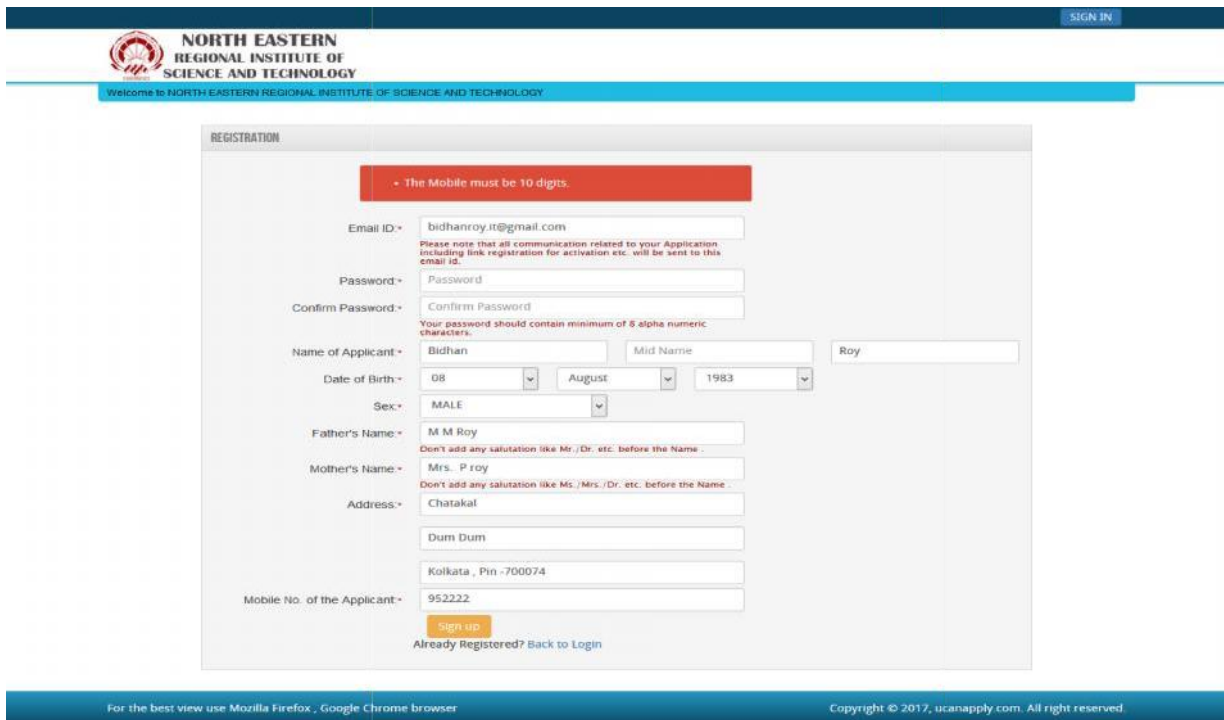 SIGN IN
NORTH EASTERN
REGIONAL INSTITUTE OF
SCIENCE AND TECHNOLOGY
Welcome to NORTH EASTERN REGIONAL INSTITUTE OF SCIENCE AND TECHNOLOGY
REGISTRATION
• The Mobile must be 10 digits.
Email ID:* bidhanroy.it@gmail.com
Please note that all communication related to your Application
including link registration for activation etc. will be sent to this
email id.
Password:* Password
Confirm Password:* Confirm Password
Your password should contain minimum of 8 alpha numeric
characters.
Name of Applicant:* Bidhan Mid Name Roy
Date of Birth:* 08 August 1983
Sex:* MALE
Father's Name:* M M Roy
Don't add any salutation like Mr./Dr. etc. before the Name .
Mother's Name:* Mrs. P roy
Don't add any salutation like Ms./Mrs./Dr. etc. before the Name .
Address:* Chatakal
Dum Dum
Kolkata , Pin -700074
Mobile No. of the Applicant:* 952222
Sign up
Already Registered? Back to Login
For the best view use Mozilla Firefox , Google Chrome browser Copyright © 2017, ucanapply.com. All right reserved.